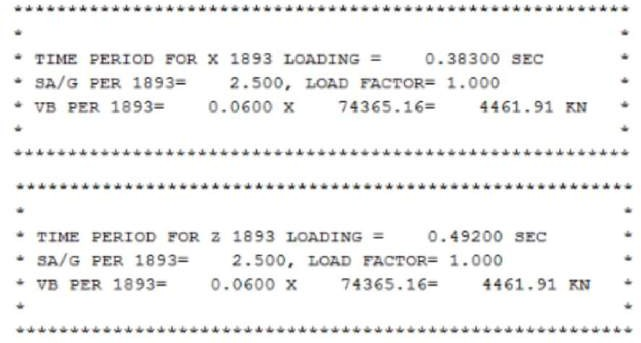 ***********************************************************
* *
* TIME PERIOD FOR X 1893 LOADING = 0.38300 SEC *
* SA/G PER 1893= 2.500, LOAD FACTOR= 1.000 *
* VB PER 1893= 0.0600 X 74365.16= 4461.91 KN *
* *
***********************************************************
***********************************************************
* *
* TIME PERIOD FOR Z 1893 LOADING = 0.49200 SEC *
* SA/G PER 1893= 2.500, LOAD FACTOR= 1.000 *
* VB PER 1893= 0.0600 X 74365.16= 4461.91 KN *
* *
***********************************************************